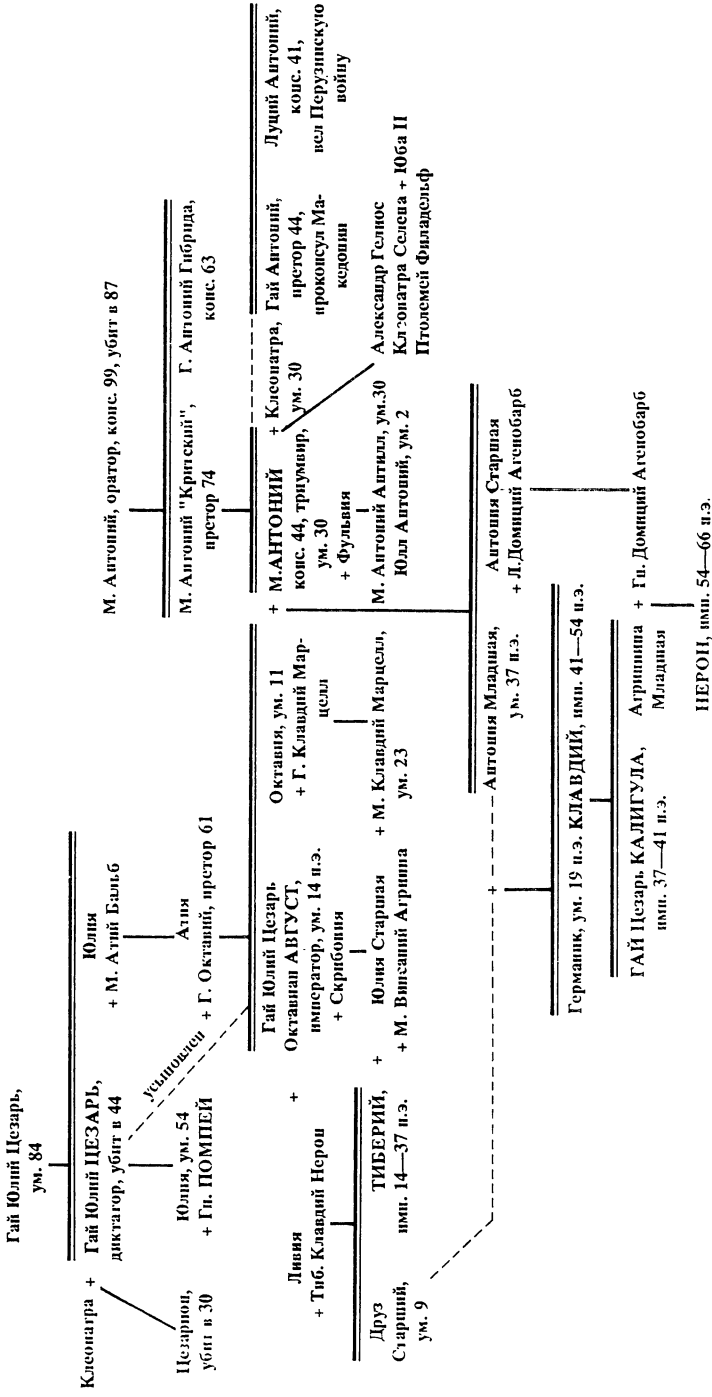 Гай Юлий Цезарь,
ум. 84
Клеопатра +
Гай Юлий ЦЕЗАРЬ,
диктатор, убит в 44
Юлия
+ М. Атий Бальб
Цезарион,
убит в 30
Юлия, ум. 54
+ Гн. ПОМПЕЙ
усыновлен
Атия
+ Г. Октавий, претор 61
М. Антоний, оратор, конс. 99, убит в 87
М. Антоний "Критский",
претор 74
Г. Антоний Гибрида,
конс. 63
Ливия
+ Тиб. Клавдий Нерон
+
Гай Юлий Цезарь
Октавиан АВГУСТ,
император, ум. 14 п.э.
+ Скрибония
Октавия, ум. 11
+ Г. Клавдий Мар-
целл
+
М.АНТОНИЙ
конс. 44, триумвир,
ум. 30
+ Фульвия
+ Клеопатра,
ум. 30
Гай Антоний,
претор 44,
проконсул Ма-
кедонии
Луций Антоний,
конс. 41,
вел Перузинскую
войну
Друз
Старший,
ум. 9
ТИБЕРИЙ,
имп. 14—37 н.э.
+
Юлия Старшая
+ М. Випсаний Агриппа
+ М. Клавдий Марцелл,
ум. 23
М. Антоний Антилл, ум.30
Юлл Антоний, ум. 2
Александр Гелиос
Клеопатра Селена + Юба II
Птолемей Филадельф
+
Антония Младшая,
ум. 37 н.э.
Антония Старшая
+ Л.Домиций Агенобарб
Германик, ум. 19 н.э. КЛАВДИЙ, имп. 41—54 н.э.
ГАЙ Цезарь КАЛИГУЛА,
имп. 37—41 н.э.
Агриппина
Младшая
+ Гн. Домиций Агенобарб
НЕРОН, имп. 54—66 н.э.